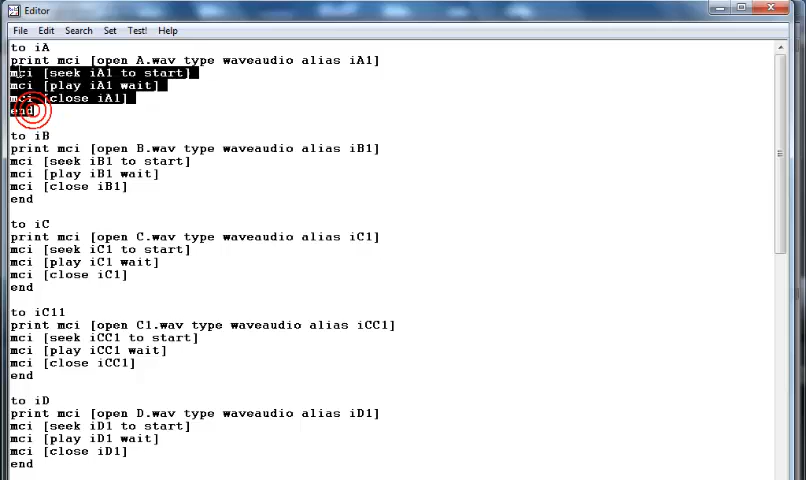 Editor
File Edit Search Set Test! Help
to iA
print mci [open A.wav type waveaudio alias iA1]
mci [seek iA1 to start]
mci [play iA1 wait]
mci [close iA1]
end
to iB
print mci [open B.wav type waveaudio alias iB1]
mci [seek iB1 to start]
mci [play iB1 wait]
mci [close iB1]
end
to iC
print mci [open C.wav type waveaudio alias iC1]
mci [seek iC1 to start]
mci [play iC1 wait]
mci [close iC1]
end
to iC11
print mci [open C1.wav type waveaudio alias iCC1]
mci [seek iCC1 to start]
mci [play iCC1 wait]
mci [close iCC1]
end
to iD
print mci [open D.wav type waveaudio alias iD1]
mci [seek iD1 to start]
mci [play iD1 wait]
mci [close iD1]
end